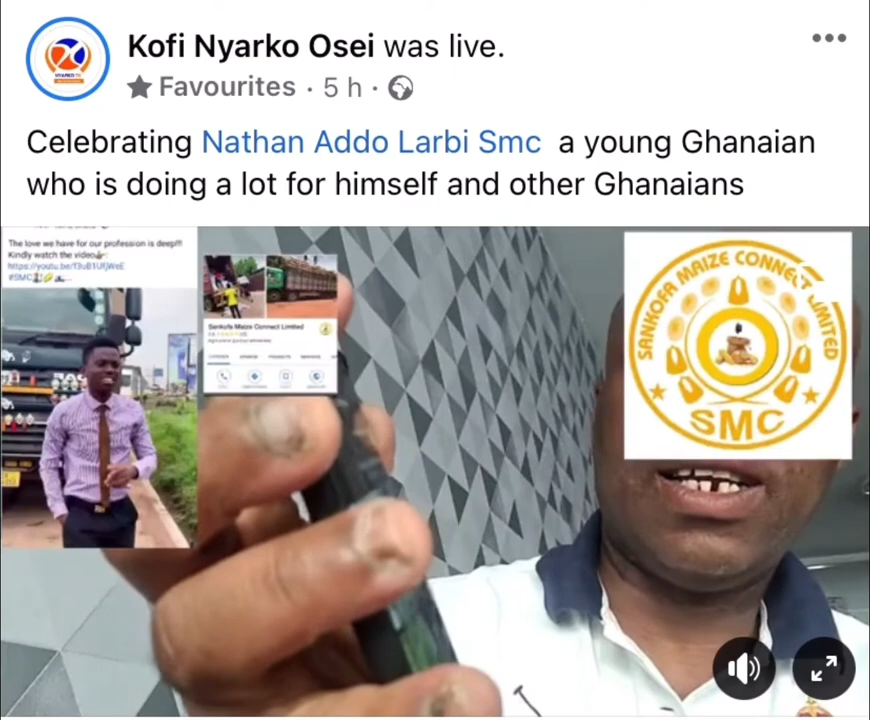 Kofi Nyarko Osei was live.
Favourites · 5 h ·
Celebrating Nathan Addo Larbi Smc a young Ghanaian
who is doing a lot for himself and other Ghanaians
The love we have for our profession is deep!!!
Kindly watch the video
#SMC
Sankofa Maize Connect Limited
SANKOFA MAIZE CONNECT LIMITED
SMC